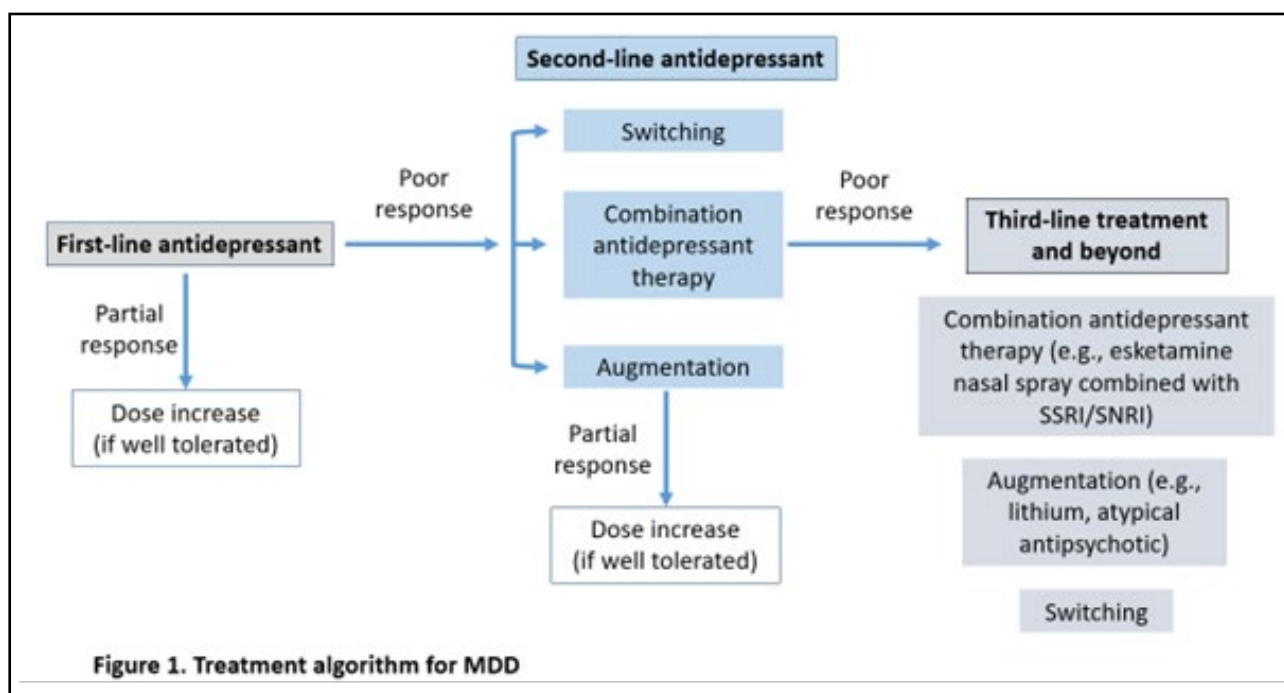 Second-line antidepressant
Switching
Poor
response
Combination
antidepressant
therapy
Poor
response
First-line antidepressant
Third-line treatment
and beyond
Partial
response
Augmentation
Combination antidepressant
therapy (e.g., esketamine
nasal spray combined with
SSRI/SNRI)
Dose increase
(if well tolerated)
Partial
response
Augmentation (e.g.,
lithium, atypical
antipsychotic)
Dose increase
(if well tolerated)
Switching
Figure 1. Treatment algorithm for MDD